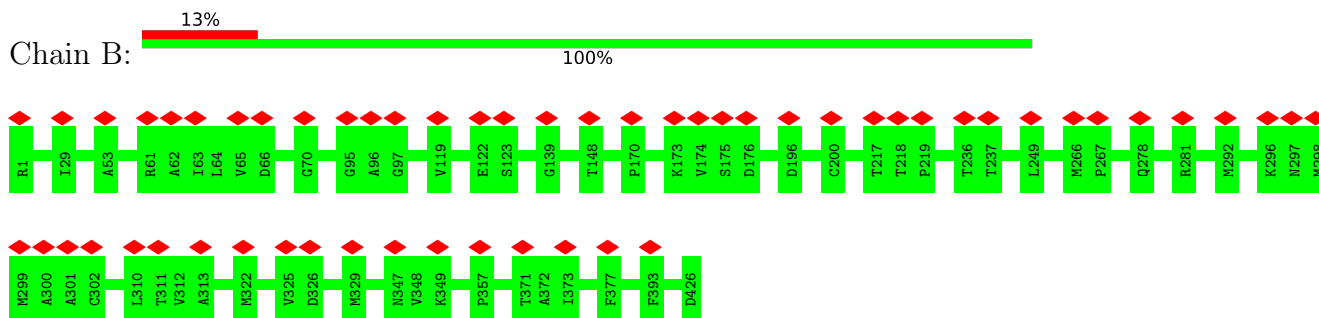 13%
Chain B:
100%
R1 I29 A53 R61 A62 I63 L64 V65 D66 G70 G95 A96 G97 V119 E122 S123 G139 T148 P170 K173 V174 S175 D176 D196 C200 T217 T218 P219 T236 T237 L249 M266 P267 Q278 R281 M292 K296 N297 M298
M299 A300 A301 C302 L310 T311 V312 A313 M322 V325 D326 M329 N347 V348 K349 P357 T371 A372 I373 F377 F393 D426